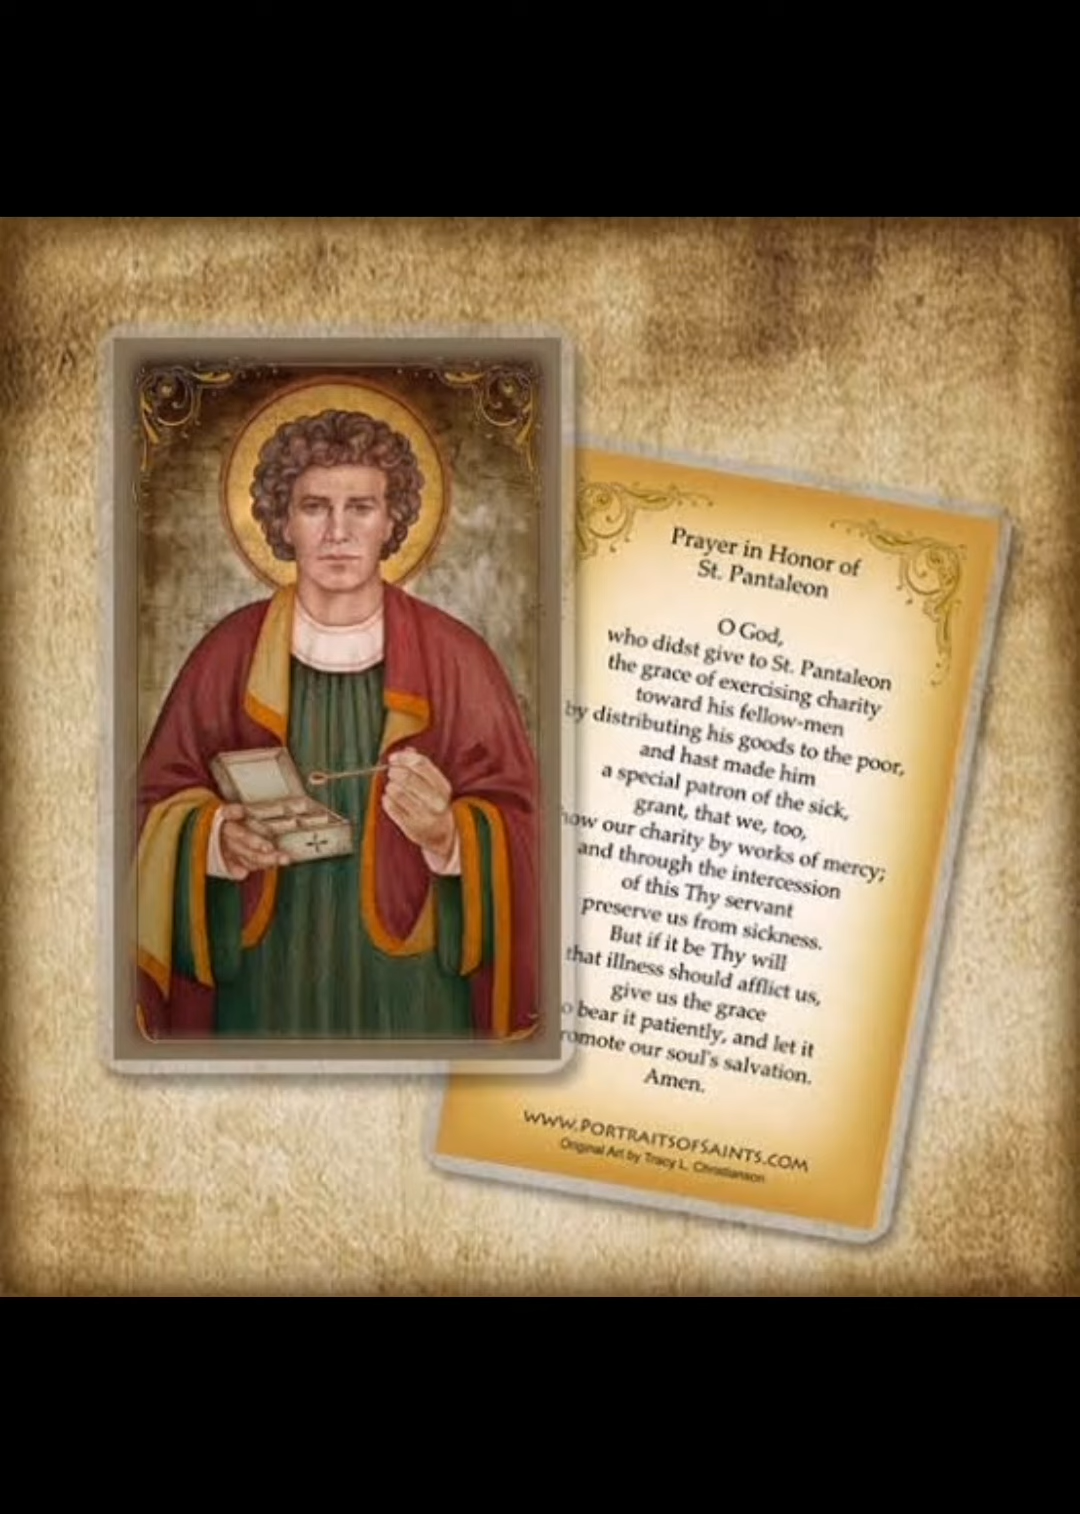 Prayer in Honor of
St. Pantaleon
O God,
who didst give to St. Pantaleon
the grace of exercising charity
toward his fellow-men
by distributing his goods to the poor,
and hast made him
a special patron of the sick,
grant, that we, too,
how our charity by works of mercy;
and through the intercession
of this Thy servant
preserve us from sickness.
But if it be Thy will
that illness should afflict us,
give us the grace
o bear it patiently, and let it
romote our soul's salvation.
Amen.
WWW.PORTRAITSOFSAINTS.COM
Original Art by Tracy L. Christianson